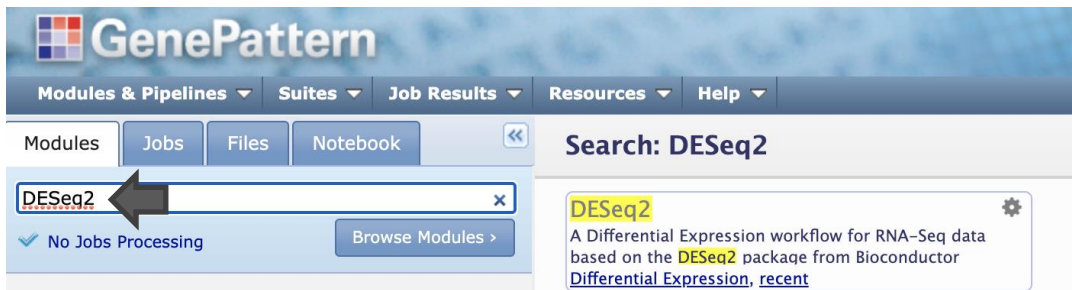 GenePattern
Modules & Pipelines Suites Job Results Resources Help
Modules Jobs Files Notebook
DESeq2
No Jobs Processing
Browse Modules ›
Search: DESeq2
DESeq2
A Differential Expression workflow for RNA-Seq data
based on the DESeq2 package from Bioconductor
Differential Expression, recent